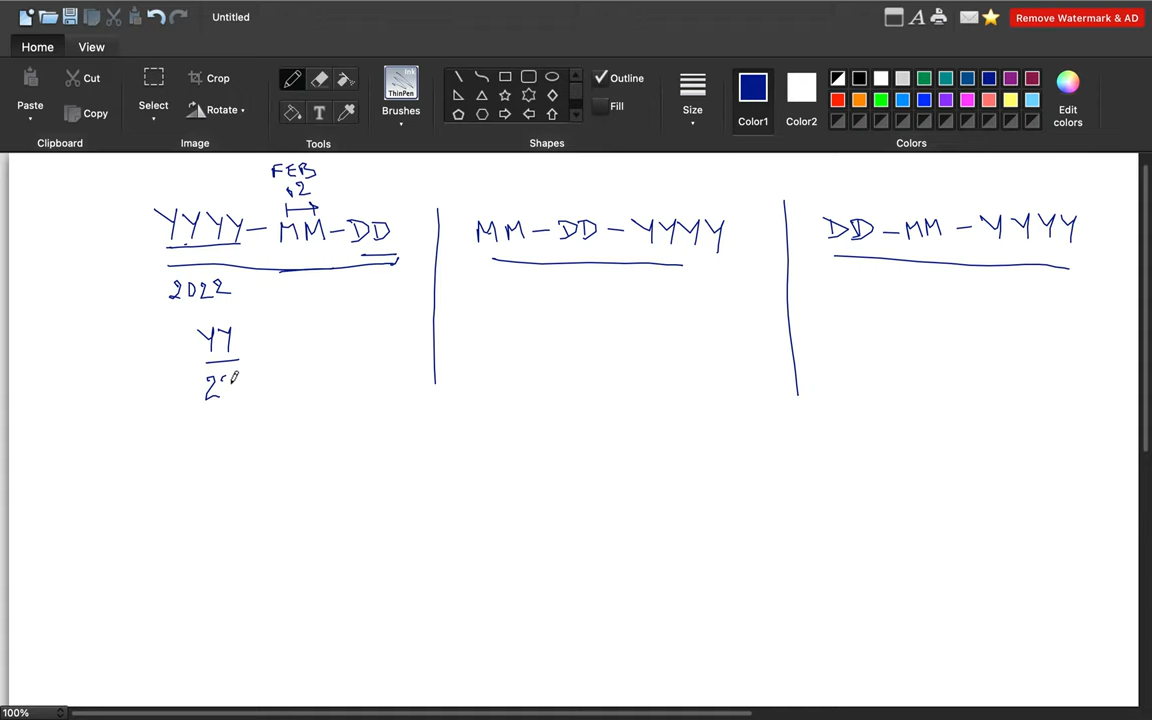 Untitled
Remove Watermark & AD
Home View
Paste Cut Copy Select Crop Rotate Ink ThinPen Brushes Outline Fill Size Color1 Color2 Edit colors
Clipboard Image Tools Shapes Colors
FEB
02
YYYY-MM-DD
MM-DD-YYYY
DD-MM-YYYY
2022
YY
100%